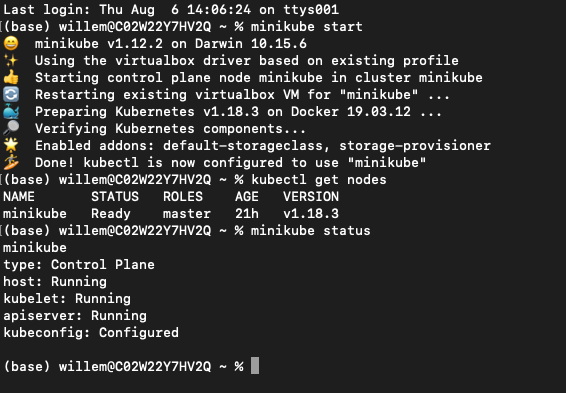 Last login: Thu Aug  6 14:06:24 on ttys001
[(base) willem@C02W22Y7HV2Q ~ % minikube start
😄  minikube v1.12.2 on Darwin 10.15.6
✨  Using the virtualbox driver based on existing profile
👍  Starting control plane node minikube in cluster minikube
🔄  Restarting existing virtualbox VM for "minikube" ...
🐳  Preparing Kubernetes v1.18.3 on Docker 19.03.12 ...
🔎  Verifying Kubernetes components...
🌟  Enabled addons: default-storageclass, storage-provisioner
🏄  Done! kubectl is now configured to use "minikube"
[(base) willem@C02W22Y7HV2Q ~ % kubectl get nodes
NAME       STATUS   ROLES    AGE   VERSION
minikube   Ready    master   21h   v1.18.3
[(base) willem@C02W22Y7HV2Q ~ % minikube status
minikube
type: Control Plane
host: Running
kubelet: Running
apiserver: Running
kubeconfig: Configured

(base) willem@C02W22Y7HV2Q ~ %